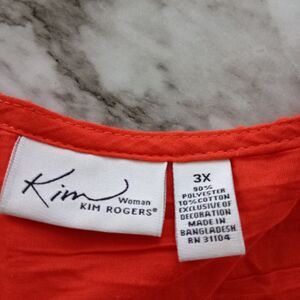 Kim
Woman
KIM ROGERS®
3X
90%
POLYESTER
10% COTTON
EXCLUSIVE OF
DECORATION
MADE IN
BANGLADESH
RN 31104